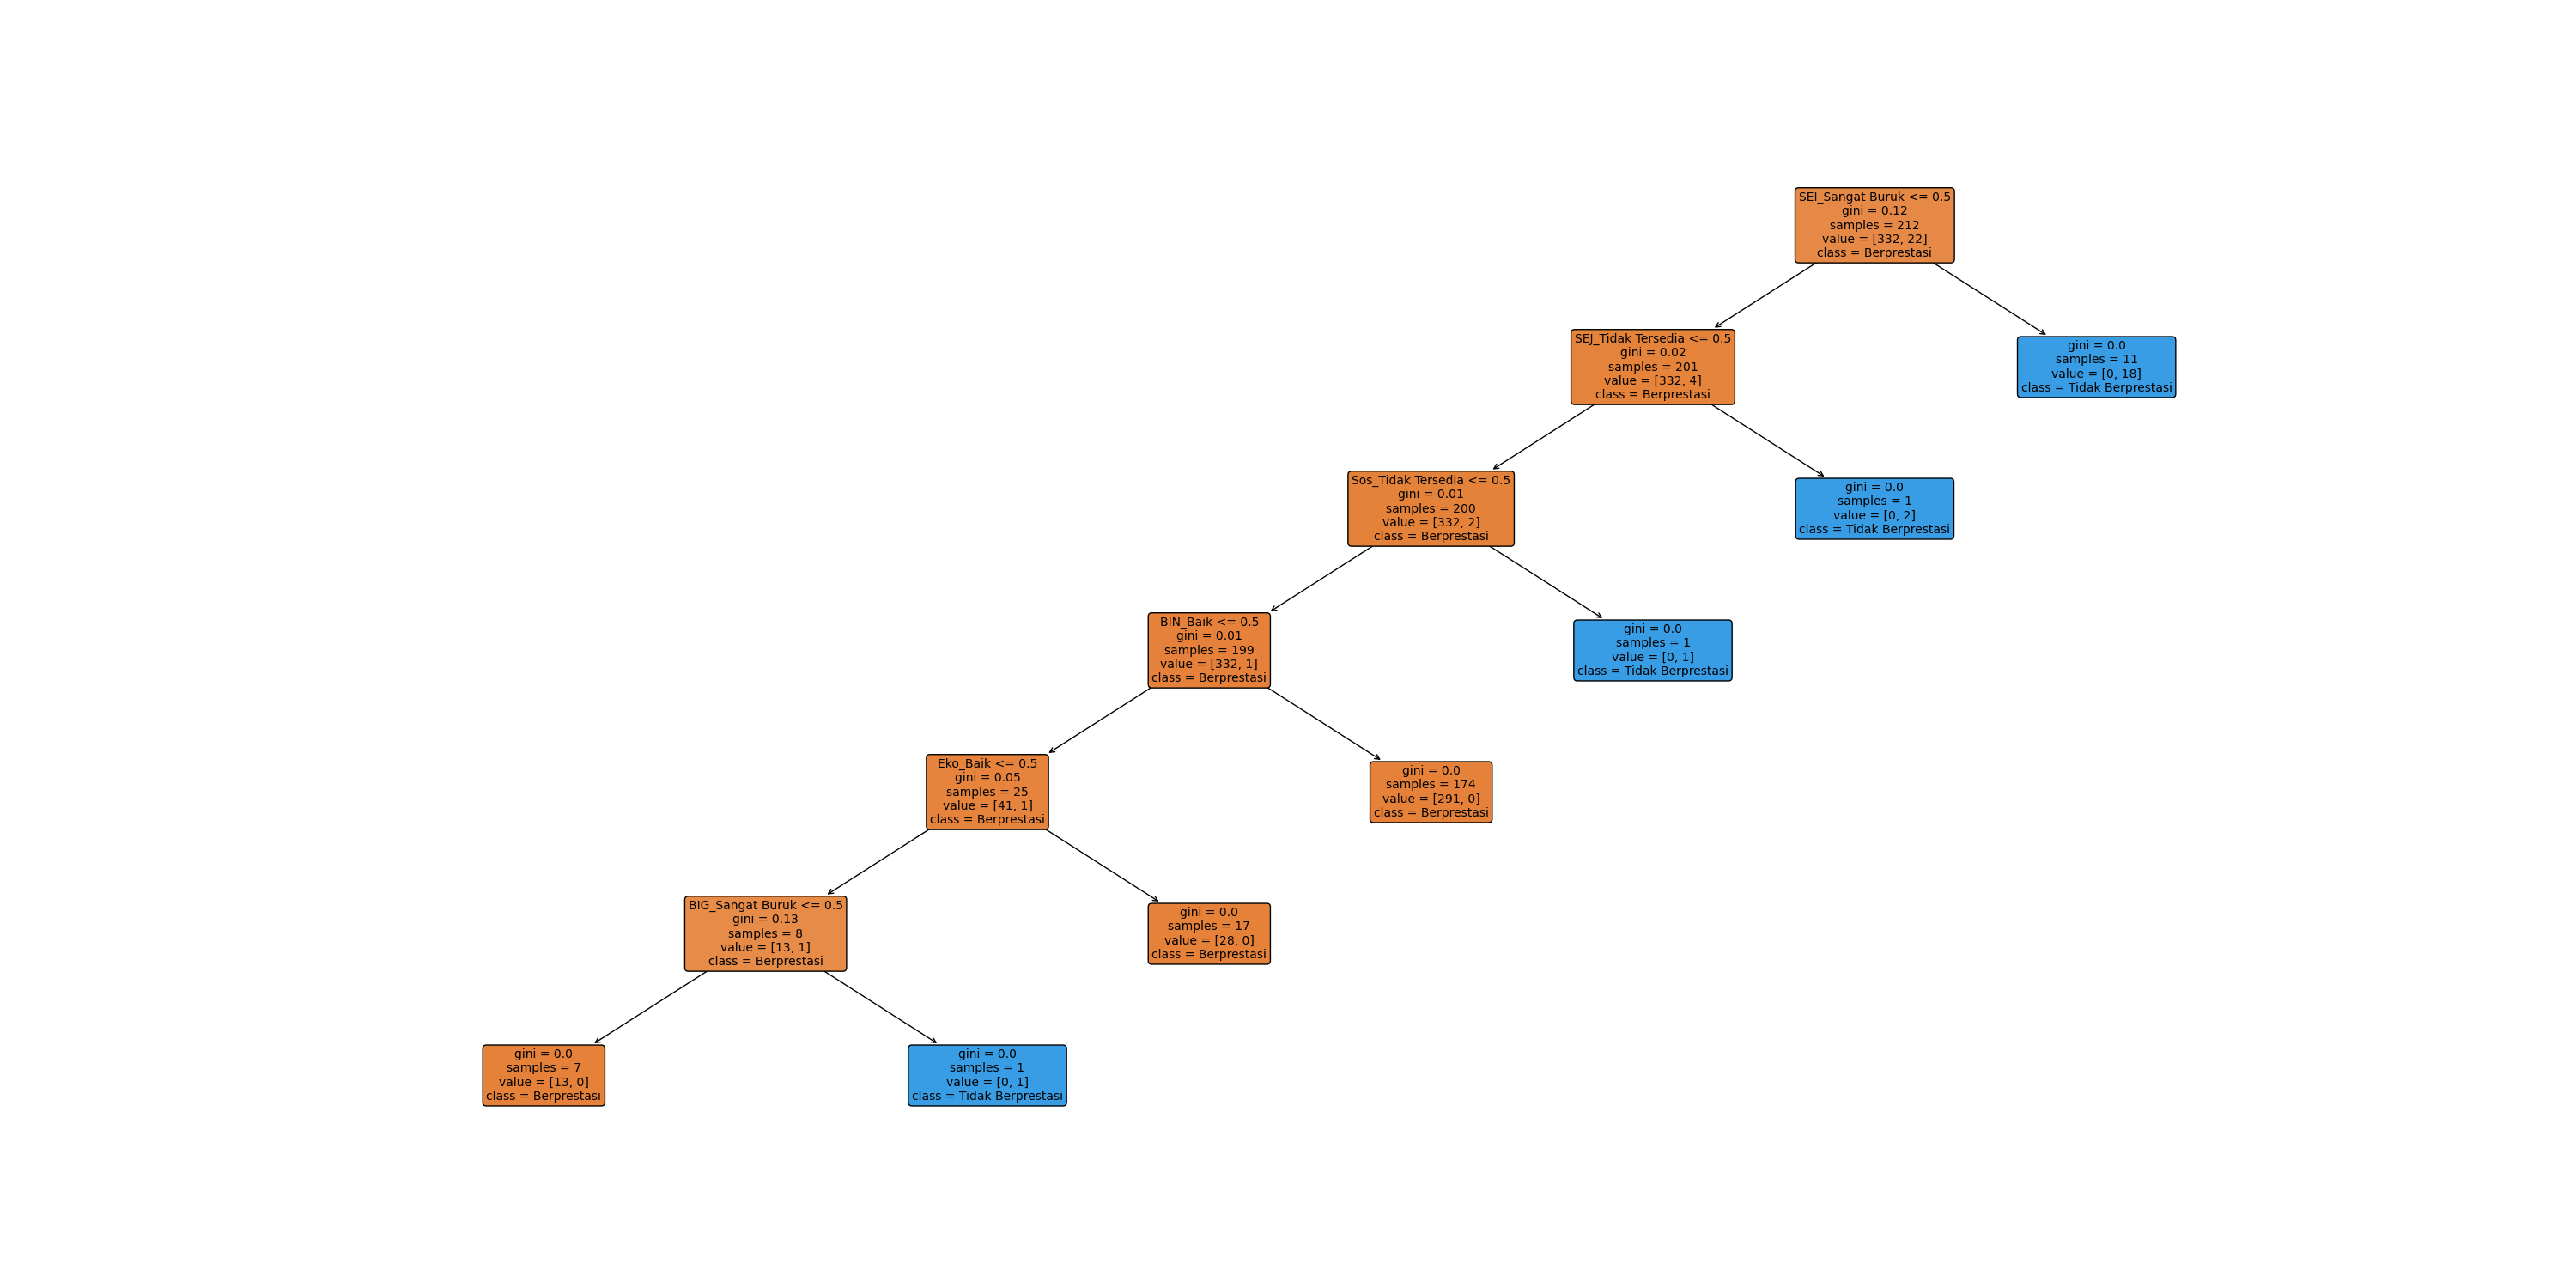 SEI_Sangat Buruk <= 0.5
gini = 0.12
samples = 212
value = [332, 22]
class = Berprestasi
SEJ_Tidak Tersedia <= 0.5
gini = 0.02
samples = 201
value = [332, 4]
class = Berprestasi
gini = 0.0
samples = 11
value = [0, 18]
class = Tidak Berprestasi
Sos_Tidak Tersedia <= 0.5
gini = 0.01
samples = 200
value = [332, 2]
class = Berprestasi
gini = 0.0
samples = 1
value = [0, 2]
class = Tidak Berprestasi
BIN_Baik <= 0.5
gini = 0.01
samples = 199
value = [332, 1]
class = Berprestasi
gini = 0.0
samples = 1
value = [0, 1]
class = Tidak Berprestasi
Eko_Baik <= 0.5
gini = 0.05
samples = 25
value = [41, 1]
class = Berprestasi
gini = 0.0
samples = 174
value = [291, 0]
class = Berprestasi
BIG_Sangat Buruk <= 0.5
gini = 0.13
samples = 8
value = [13, 1]
class = Berprestasi
gini = 0.0
samples = 17
value = [28, 0]
class = Berprestasi
gini = 0.0
samples = 7
value = [13, 0]
class = Berprestasi
gini = 0.0
samples = 1
value = [0, 1]
class = Tidak Berprestasi